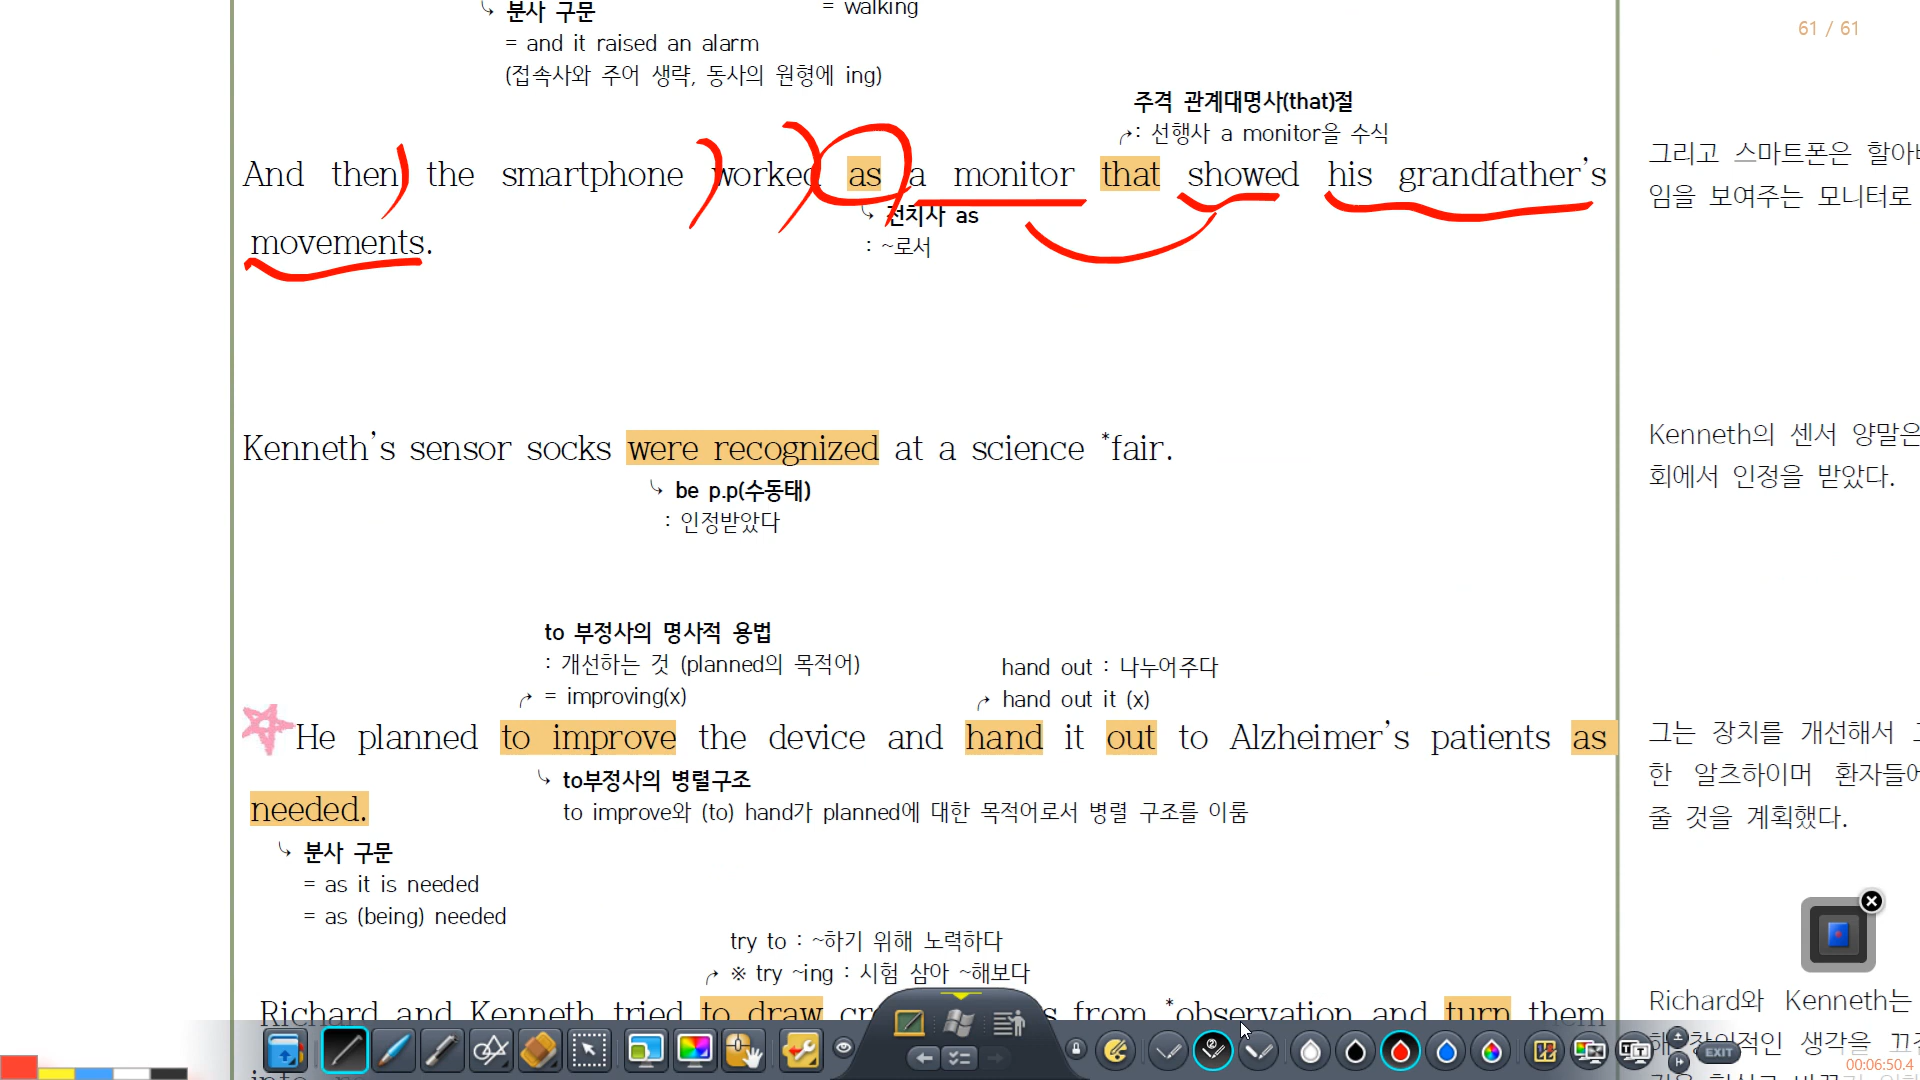 분사 구문
= walking
= and it raised an alarm
(접속사와 주어 생략, 동사의 원형에 ing)
61 / 61
주격 관계대명사(that)절
: 선행사 a monitor을 수식
And then the smartphone worked as a monitor that showed his grandfather's
movements.
전치사 as
: ~로서
그리고 스마트폰은
임을 보여주는 모니터로
Kenneth's sensor socks were recognized at a science *fair.
be p.p(수동태)
: 인정받았다
Kenneth의 센서 양말은
회에서 인정을 받았다.
to 부정사의 명사적 용법
: 개선하는 것 (planned의 목적어)
= improving(x)
hand out : 나누어주다
hand out it (x)
He planned to improve the device and hand it out to Alzheimer's patients as
needed.
to부정사의 병렬구조
to improve와 (to) hand가 planned에 대한 목적어로서 병렬 구조를 이룸
분사 구문
= as it is needed
= as (being) needed
그는 장치를 개선해서
한 알츠하이머 환자들에
줄 것을 계획했다.
try to : ~하기 위해 노력하다
※ try ~ing : 시험 삼아 ~해보다
Richard and Kenneth tried to draw from *observation and turn them
Richard와 Kenneth는
EXIT
00:06:50.4